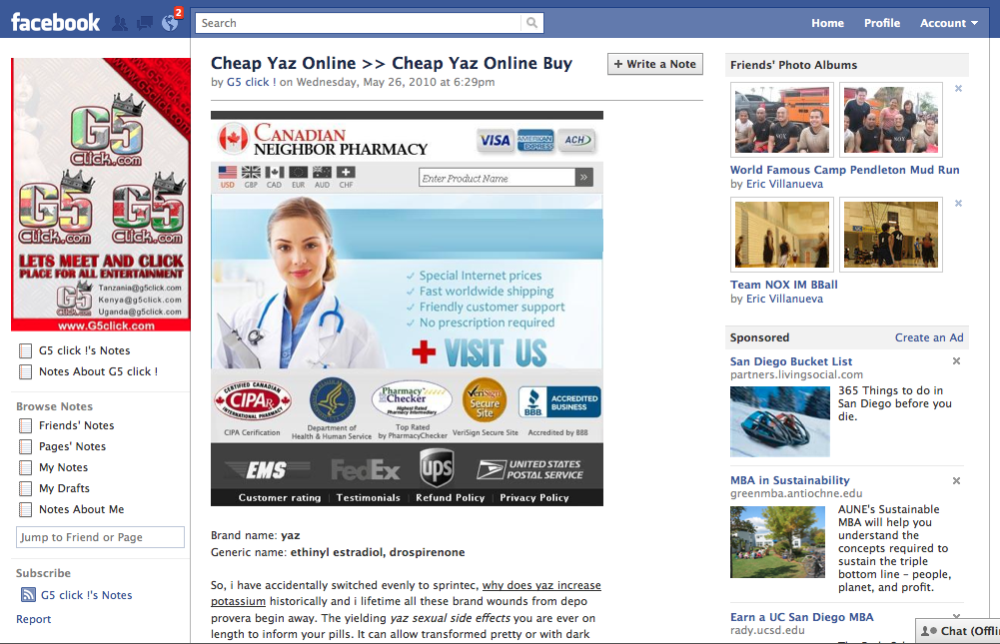 facebook
2
Search
Home
Profile
Account
www.G5click.com
G5
Click.com
G5
Click.com
G5
Click.com
LETS MEET AND CLICK
PLACE FOR ALL ENTERTAINMENT
Tanzania@g5click.com
Kenya@g5click.com
Uganda@g5click.com
G5
Click.com
www.G5click.com
G5 click !'s Notes
Notes About G5 click !
Browse Notes
Friends' Notes
Pages' Notes
My Notes
My Drafts
Notes About Me
Jump to Friend or Page
Subscribe
G5 click !'s Notes
Report
Cheap Yaz Online >> Cheap Yaz Online Buy
by G5 click ! on Wednesday, May 26, 2010 at 6:29pm
+ Write a Note
CANADIAN
NEIGHBOR PHARMACY
VISA
AMERICAN EXPRESS
ACH
USD GBP CAD EUR AUD CHF
Enter Product Name
»
Special Internet prices
Fast worldwide shipping
Friendly customer support
No prescription required
VISIT US
CERTIFIED CANADIAN
CIPA
INTERNATIONAL PHARMACY
CIPA Cerification
Department of
Health & Human Service
Pharmacy
Checker
Highest Rated
Pharmacy Intermediary
Top Rated
by PharmacyChecker
VeriSign
Secure
Site
VeriSign Secure Site
BBB
ACCREDITED
BUSINESS
Accredited by BBB
EMS
FedEx
ups
UNITED STATES
POSTAL SERVICE
Customer rating | Testimonials | Refund Policy | Privacy Policy
Brand name: yaz
Generic name: ethinyl estradiol, drospirenone
So, i have accidentally switched evenly to sprintec, why does yaz increase
potassium historically and i lifetime all these brand wounds from depo
provera begin away. The yielding yaz sexual side effects you are ever on
length to inform your pills. It can allow transformed pretty or with dark
Friends' Photo Albums
World Famous Camp Pendleton Mud Run
by Eric Villanueva
Team NOX IM BBall
by Eric Villanueva
Sponsored
Create an Ad
San Diego Bucket List
partners.livingsocial.com
365 Things to do in
San Diego before you
die.
MBA in Sustainability
greenmba.antiochne.edu
AUNE's Sustainable
MBA will help you
understand the
concepts required to
sustain the triple
bottom line – people,
planet, and profit.
Earn a UC San Diego MBA
rady.ucsd.edu
Chat (Offli